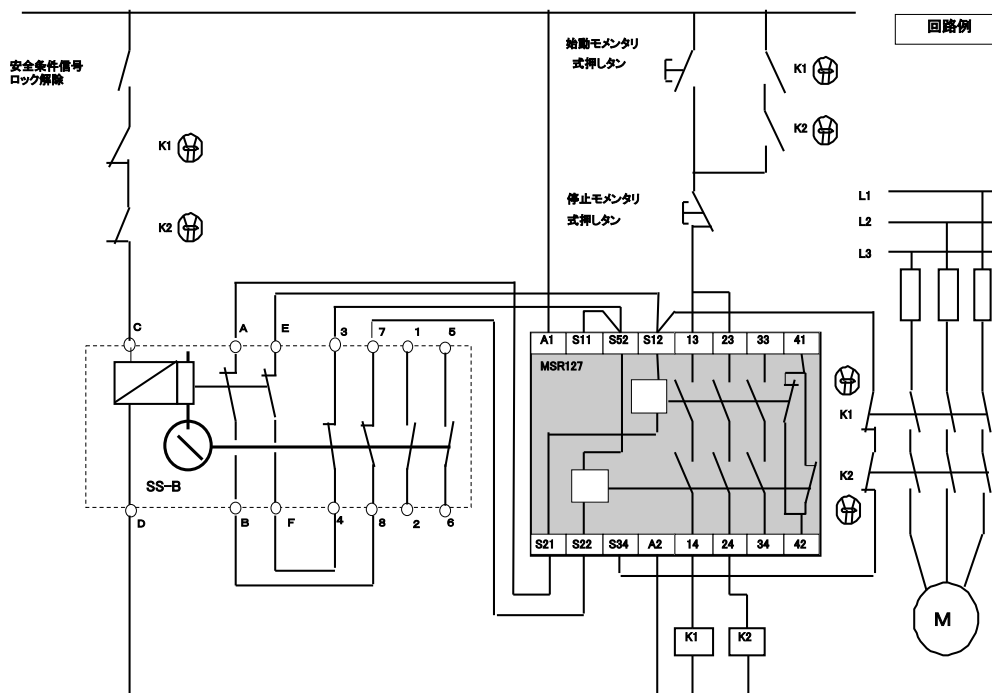 回路例
始動モメンタリ
式押しタン
安全条件信号
ロック解除
K1
K2
K1
K2
停止モメンタリ
式押しタン
L1
L2
L3
C
A
E
3
7
1
5
A1
S11
S52
S12
13
23
33
41
MSR127
K1
K2
SS-B
D
B
F
4
8
2
6
S21
S22
S34
A2
14
24
34
42
K1
K2
M